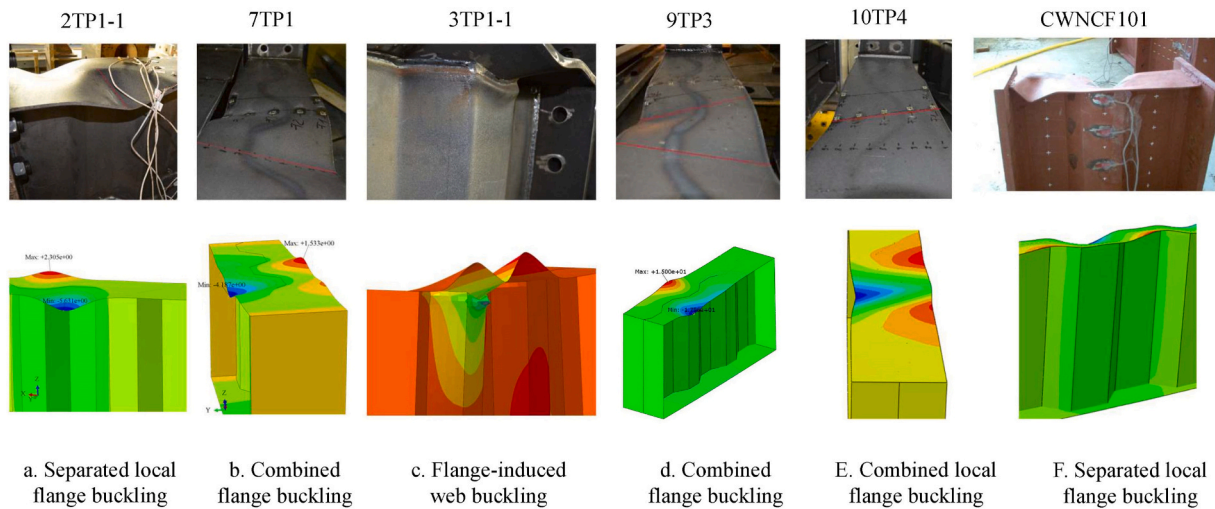 2TP1-1
7TP1
3TP1-1
9TP3
10TP4
CWNCF101
Max: +2.305e+00
Max: +1.533e+00
Max: +1.800e+01
X
Z
Y
Z
a. Separated local
flange buckling
b. Combined
flange buckling
c. Flange-induced
web buckling
d. Combined
flange buckling
E. Combined local
flange buckling
F. Separated local
flange buckling